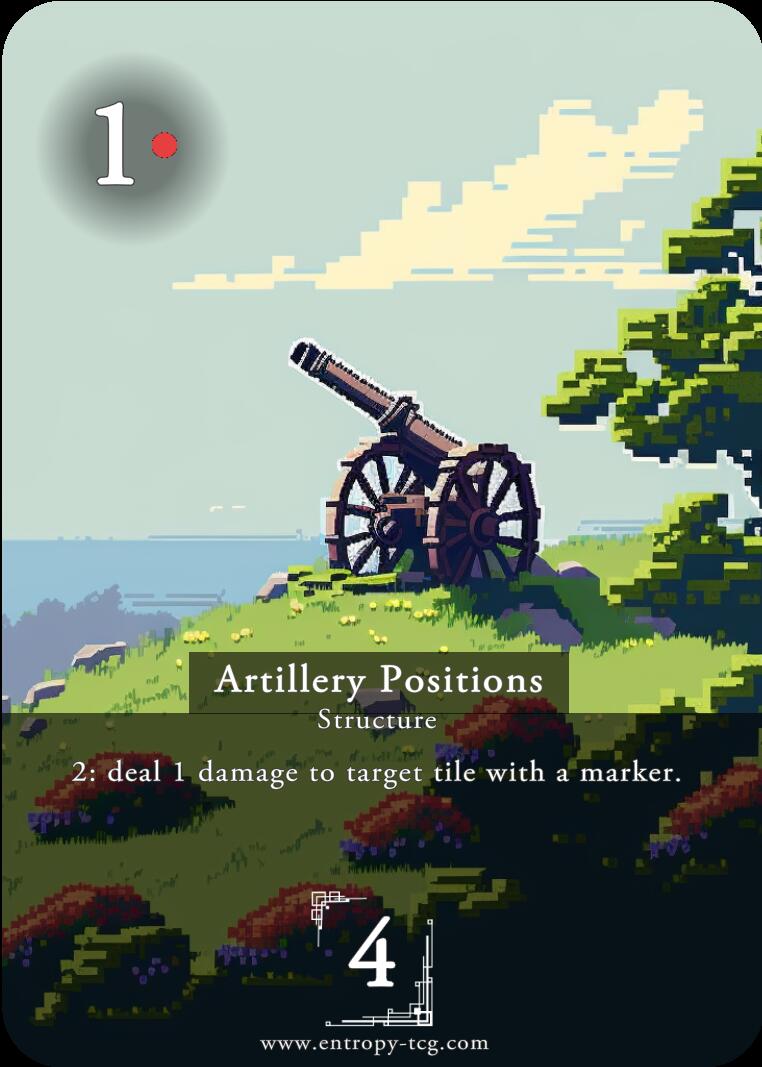 1
Artillery Positions
Structure
2: deal 1 damage to target tile with a marker.
4
www.entropy-tcg.com